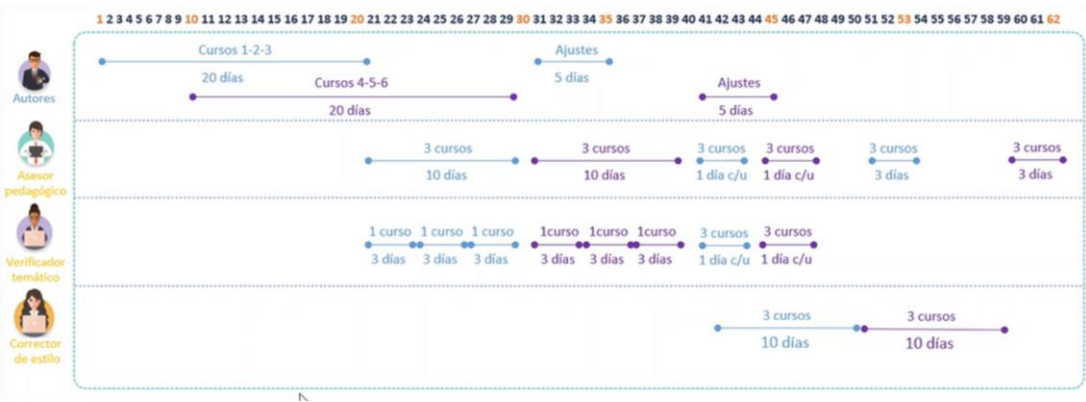 1 2 3 4 5 6 7 8 9 10 11 12 13 14 15 16 17 18 19 20 21 22 23 24 25 26 27 28 29 30 31 32 33 34 35 36 37 38 39 40 41 42 43 44 45 46 47 48 49 50 51 52 53 54 55 56 57 58 59 60 61 62
Autores
Cursos 1-2-3
20 días
Cursos 4-5-6
20 días
Ajustes
5 días
Ajustes
5 días
Asesor
pedagógico
3 cursos
10 días
3 cursos
10 días
3 cursos
1 día c/u
3 cursos
1 día c/u
3 cursos
3 días
3 cursos
3 días
Verificador
temático
1 curso
3 días
1 curso
3 días
1 curso
3 días
1curso
3 días
1curso
3 días
1curso
3 días
3 cursos
1 día c/u
3 cursos
1 día c/u
Corrector
de estilo
3 cursos
10 días
3 cursos
10 días